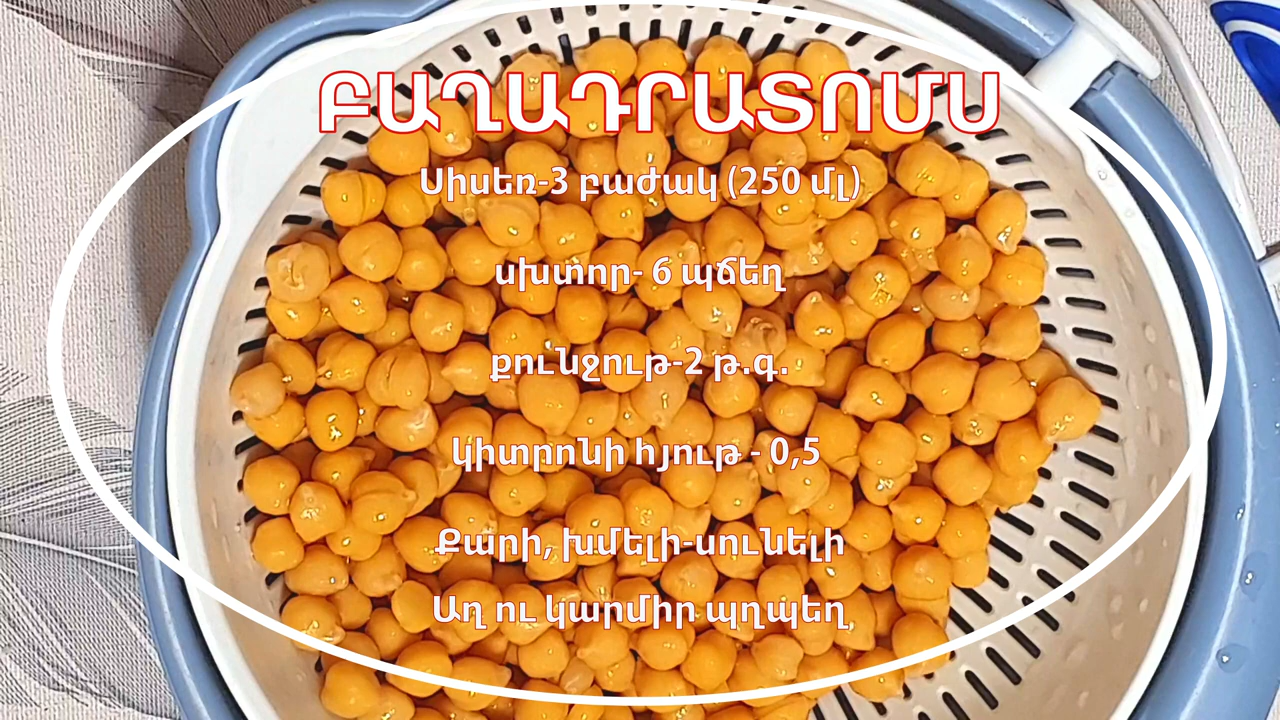 ԲԱՂԱԴՐԱՏՈՄՍ
Սիսեռ-3 բաժակ (250 մլ)
սխտոր- 6 պճեղ
քունջութ-2 թ.գ.
կիտրոնի հյութ - 0,5
Քարի, խմելի-սունելի
Աղ ու կարմիր պղպեղ